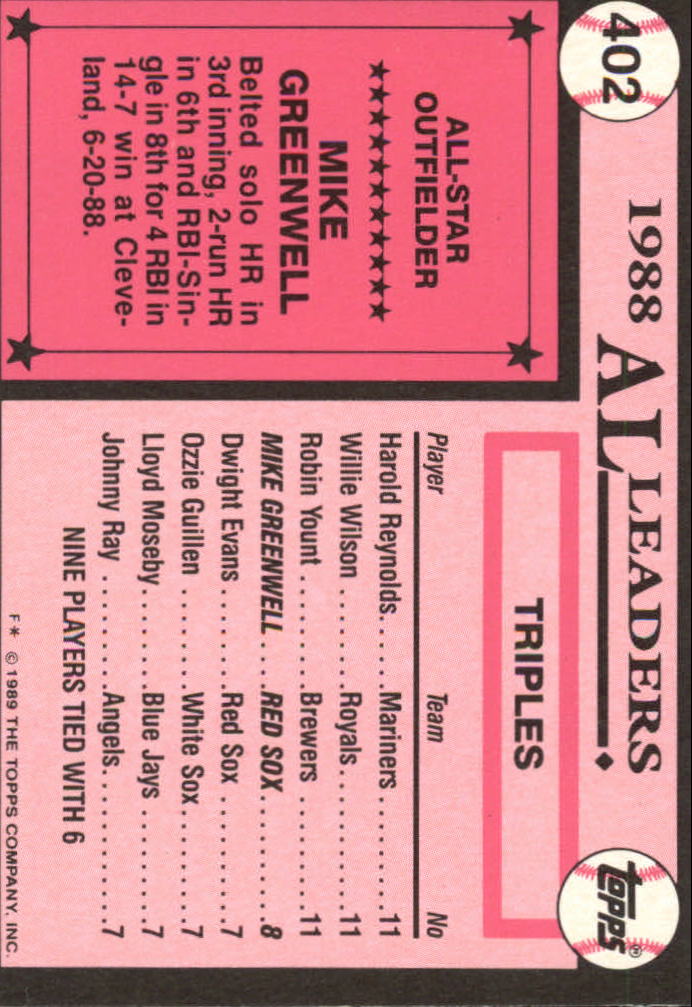 402
1988 AL LEADERS
Topps®
ALL-STAR
OUTFIELDER
★★★★★★★★★★★
MIKE
GREENWELL
Belted solo HR in
3rd inning, 2-run HR
in 6th and RBI-Sin-
gle in 8th for 4 RBI in
14-7 win at Cleve-
land, 6-20-88.
TRIPLES
Player Team No
Harold Reynolds.....Mariners...........11
Willie Wilson.........Royals.............11
Robin Yount..........Brewers...........11
MIKE GREENWELL....RED SOX...........8
Dwight Evans.........Red Sox............7
Ozzie Guillen.........White Sox..........7
Lloyd Moseby.........Blue Jays..........7
Johnny Ray...........Angels..............7
NINE PLAYERS TIED WITH 6
F* © 1989 THE TOPPS COMPANY, INC.